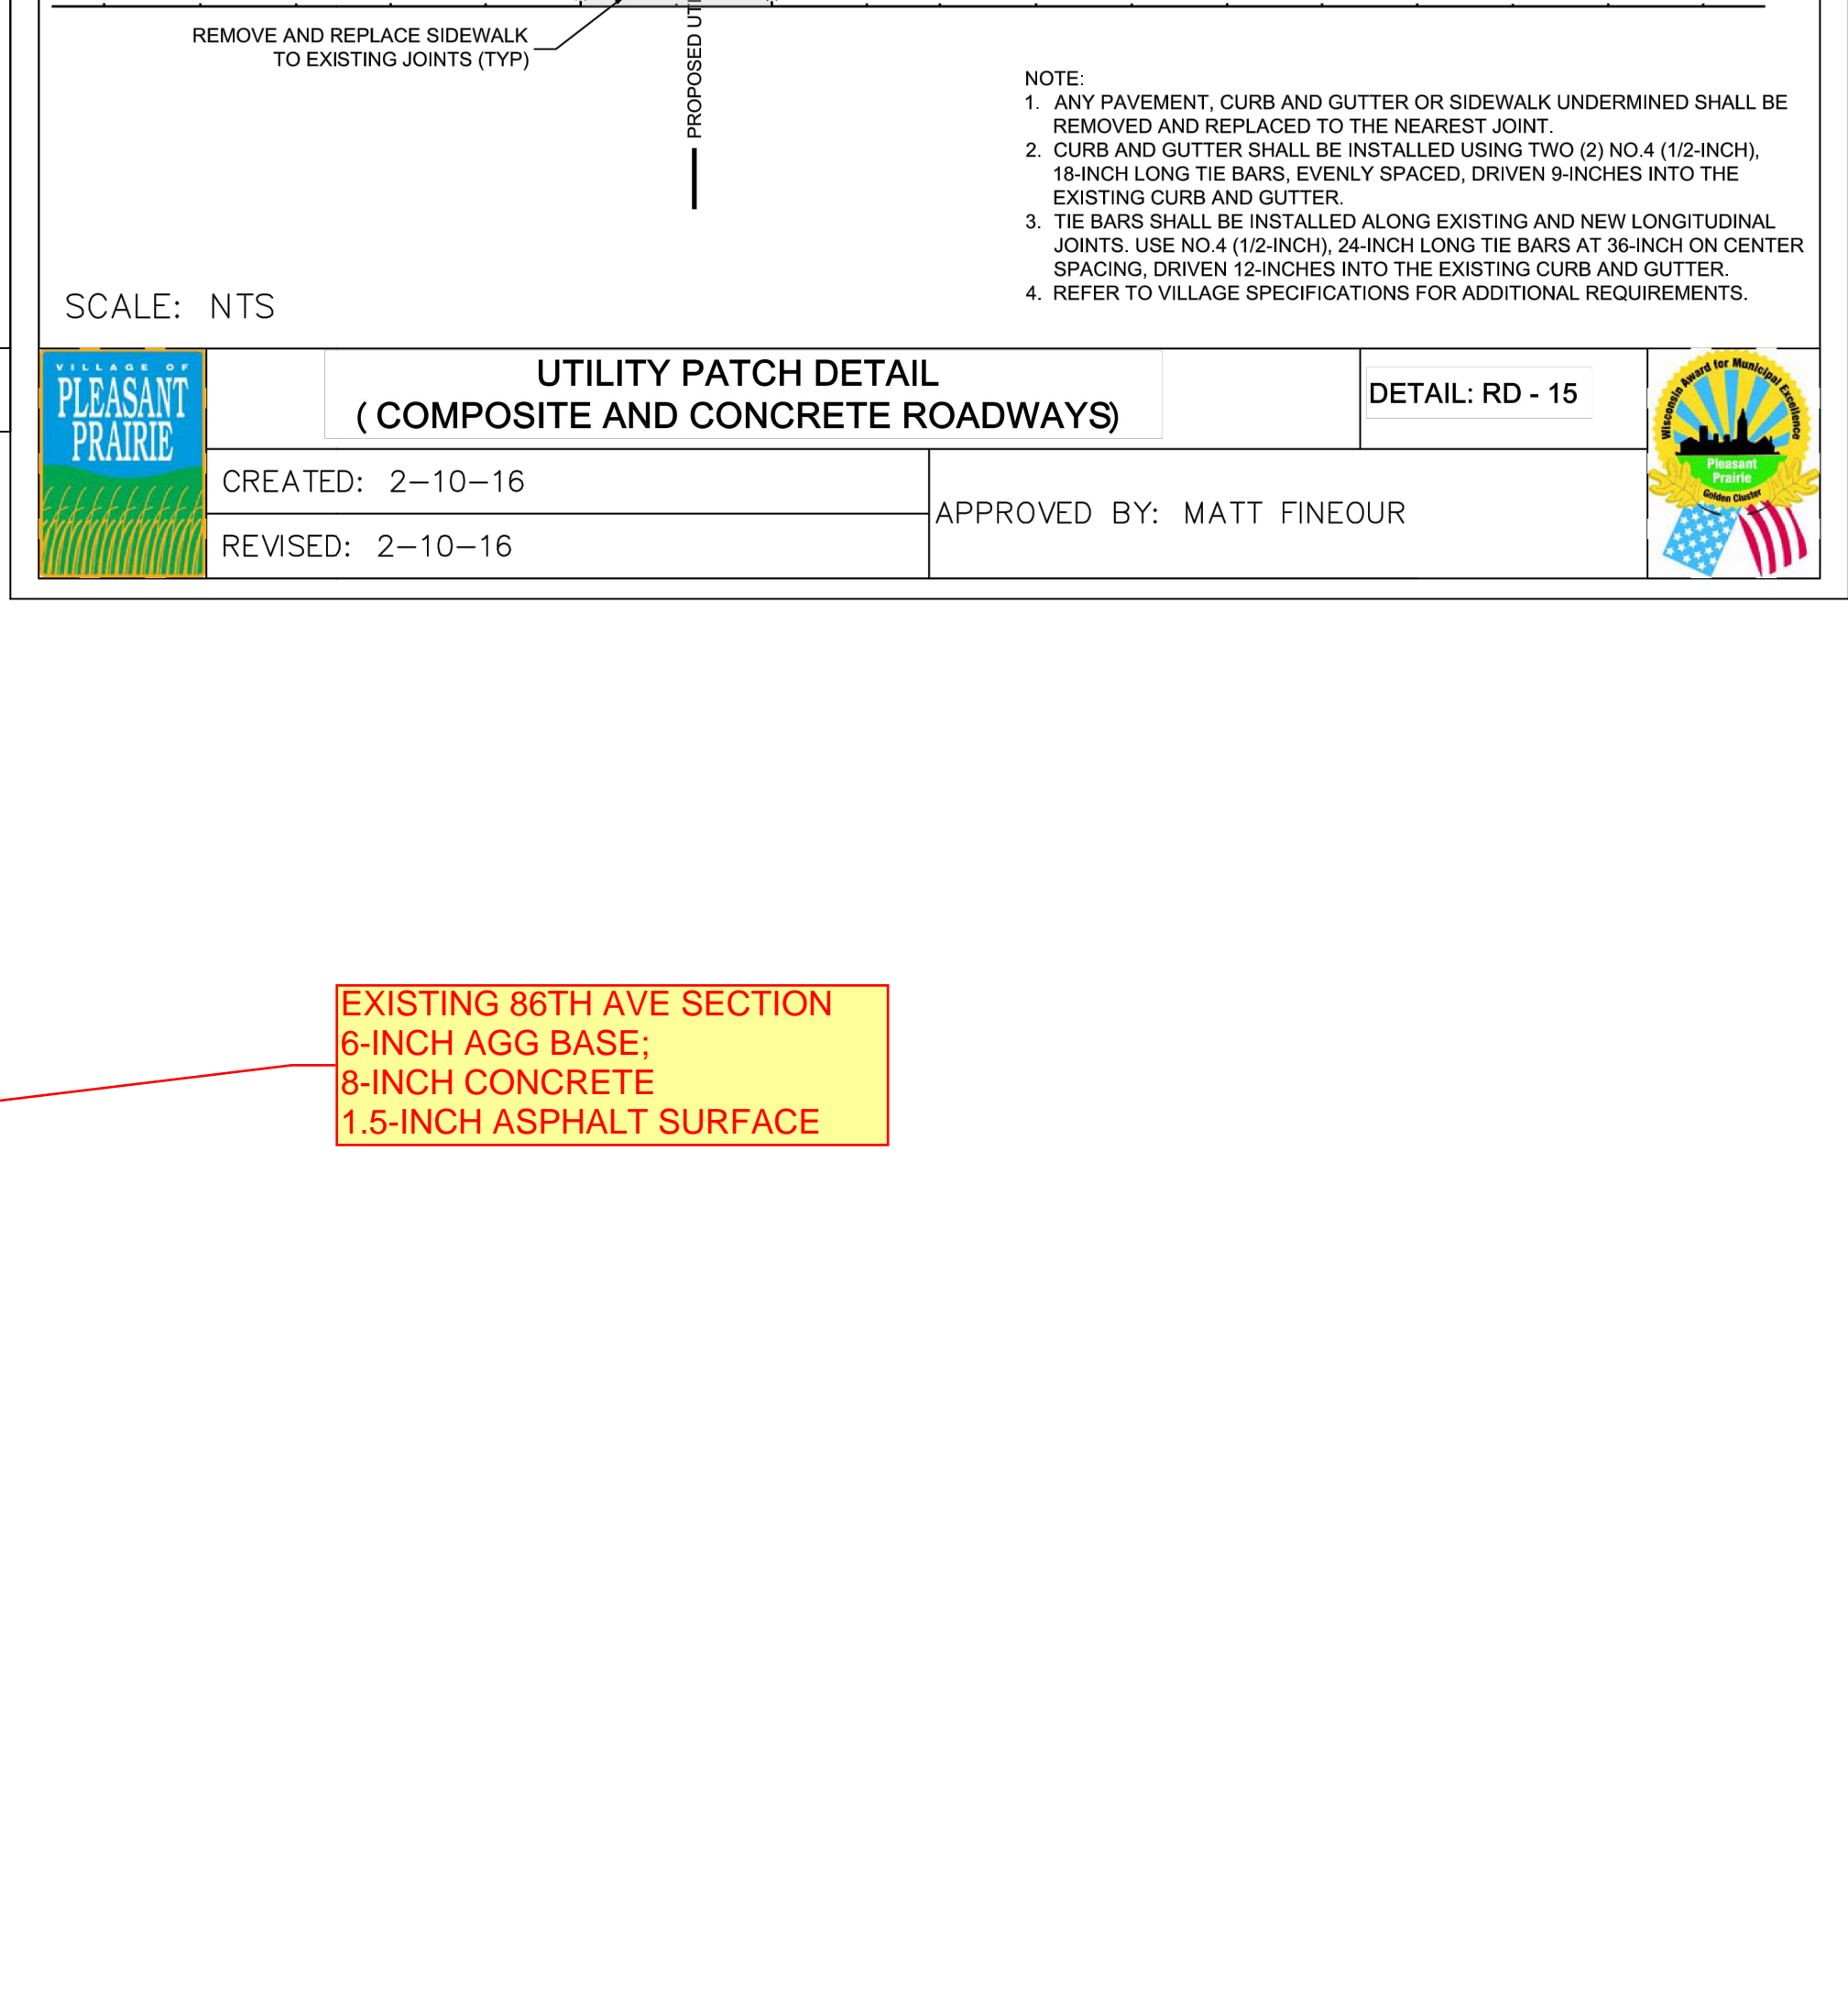 REMOVE AND REPLACE SIDEWALK
TO EXISTING JOINTS (TYP)
PROPOSED
NOTE:
1. ANY PAVEMENT, CURB AND GUTTER OR SIDEWALK UNDERMINED SHALL BE
REMOVED AND REPLACED TO THE NEAREST JOINT.
2. CURB AND GUTTER SHALL BE INSTALLED USING TWO (2) NO.4 (1/2-INCH),
18-INCH LONG TIE BARS, EVENLY SPACED, DRIVEN 9-INCHES INTO THE
EXISTING CURB AND GUTTER.
3. TIE BARS SHALL BE INSTALLED ALONG EXISTING AND NEW LONGITUDINAL
JOINTS. USE NO.4 (1/2-INCH), 24-INCH LONG TIE BARS AT 36-INCH ON CENTER
SPACING, DRIVEN 12-INCHES INTO THE EXISTING CURB AND GUTTER.
4. REFER TO VILLAGE SPECIFICATIONS FOR ADDITIONAL REQUIREMENTS.
SCALE: NTS
VILLAGE OF
PLEASANT
PRAIRIE
UTILITY PATCH DETAIL
( COMPOSITE AND CONCRETE ROADWAYS)
DETAIL: RD - 15
CREATED: 2-10-16
REVISED: 2-10-16
APPROVED BY: MATT FINEOUR
Wisconsin Award for Municipal Excellence
Pleasant
Prairie
Golden Cluster
EXISTING 86TH AVE SECTION
6-INCH AGG BASE;
8-INCH CONCRETE
1.5-INCH ASPHALT SURFACE